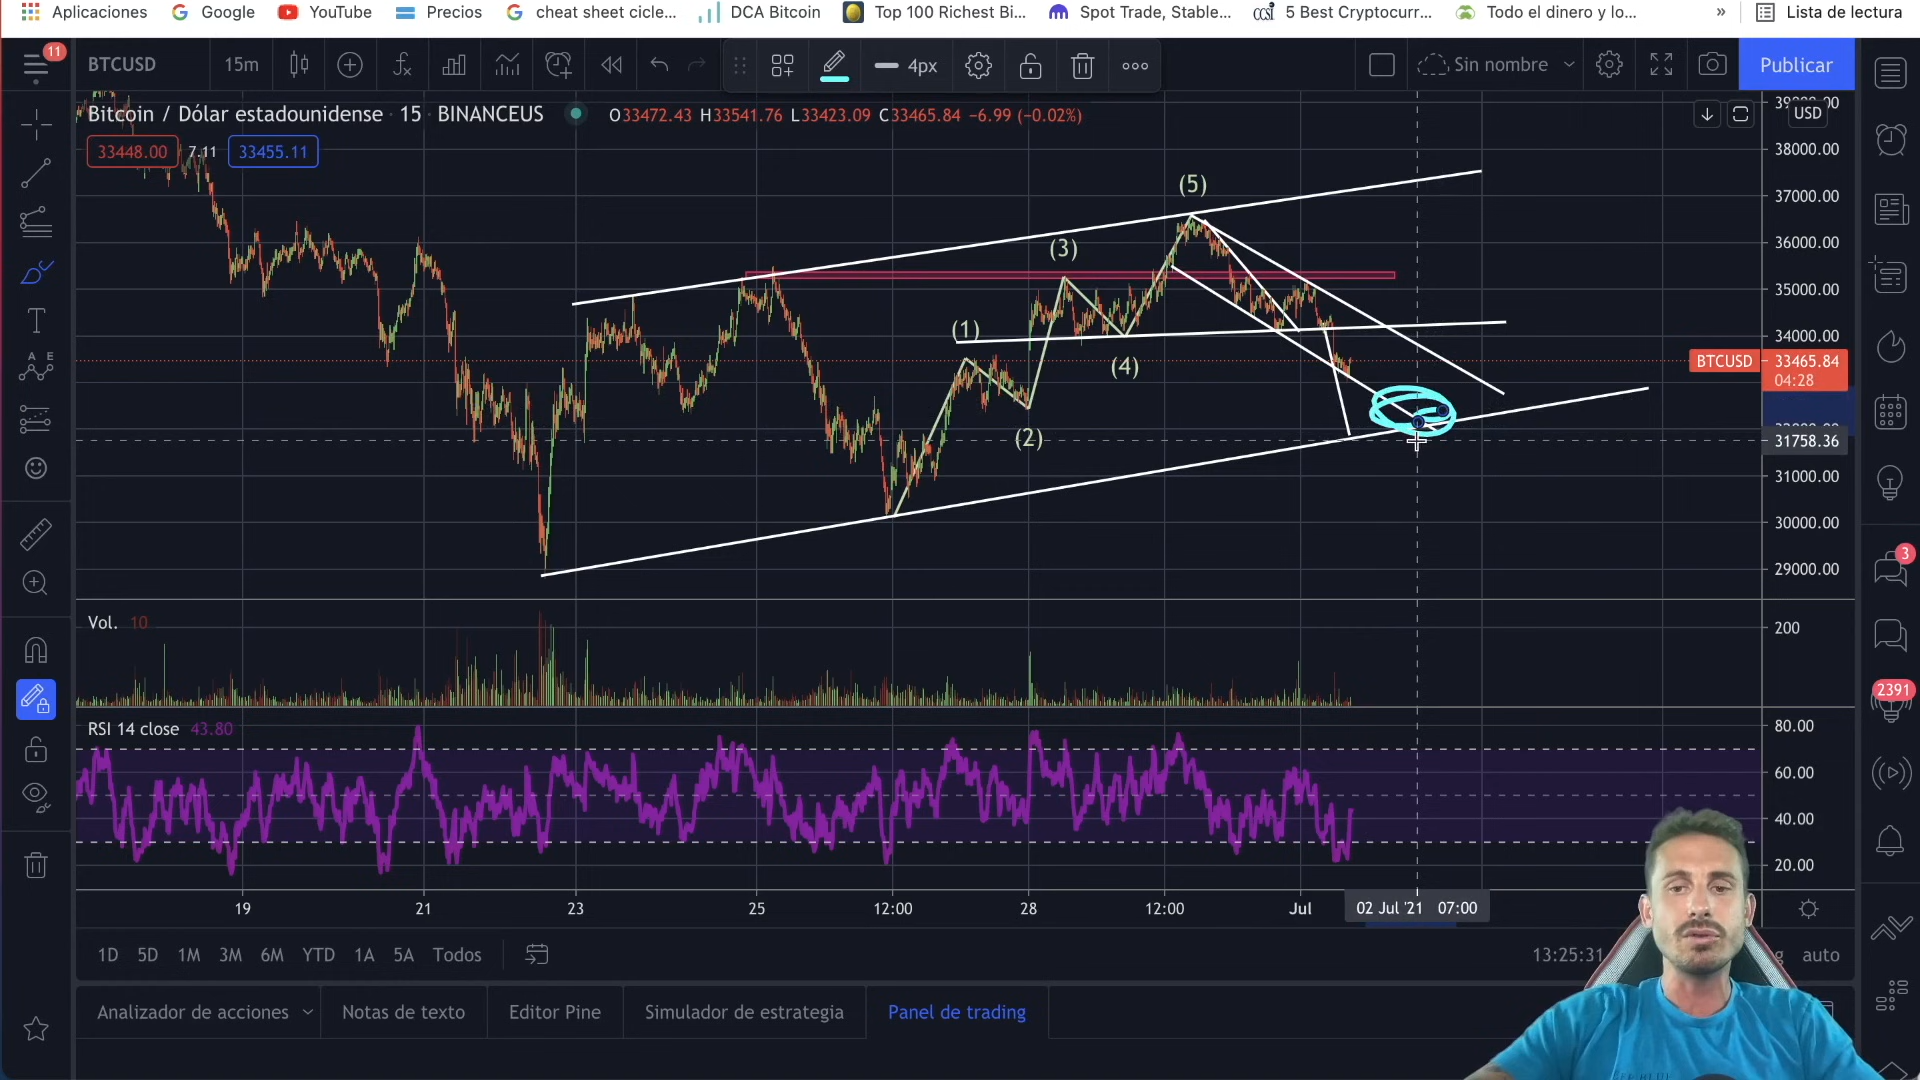 Aplicaciones Google YouTube Precios cheat sheet cicle... DCA Bitcoin Top 100 Richest Bi... Spot Trade, Stable... 5 Best Cryptocurr... Todo el dinero y lo... » Lista de lectura
11
BTCUSD 15m 4px Sin nombre Publicar
Bitcoin / Dólar estadounidense · 15 · BINANCEUS O33472.43 H33541.76 L33423.09 C33465.84 −6.99 (−0.02%)
USD
33448.00 7.11 33455.11
38000.00
37000.00
36000.00
35000.00
34000.00
BTCUSD 33465.84
04:28
31758.36
31000.00
30000.00
29000.00
(1)
(2)
(3)
(4)
(5)
Vol. 10
200
RSI 14 close 43.80
80.00
60.00
40.00
20.00
3
2391
19 21 23 25 12:00 28 12:00 Jul 02 Jul '21 07:00
1D 5D 1M 3M 6M YTD 1A 5A Todos 13:25:31 g auto
Analizador de acciones Notas de texto Editor Pine Simulador de estrategia Panel de trading